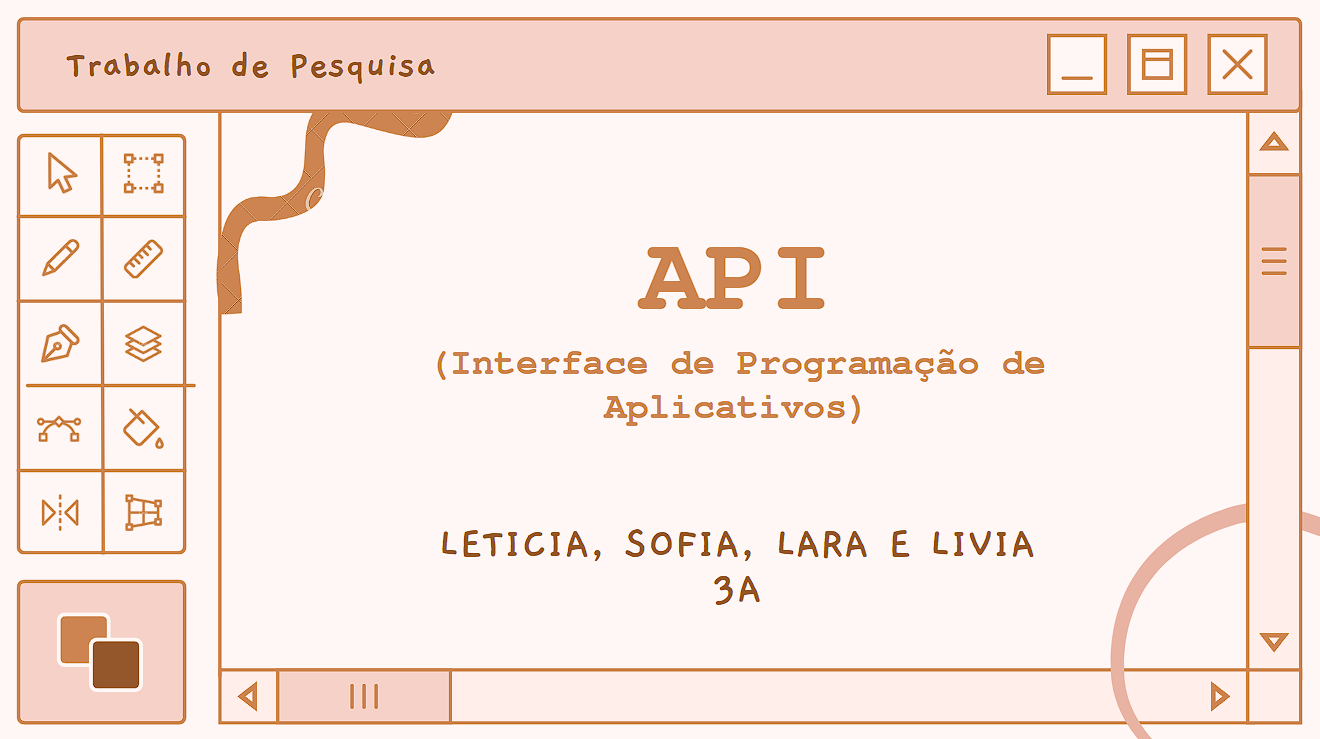 Trabalho de Pesquisa
API
(Interface de Programação de
Aplicativos)
LETICIA, SOFIA, LARA E LIVIA
3A